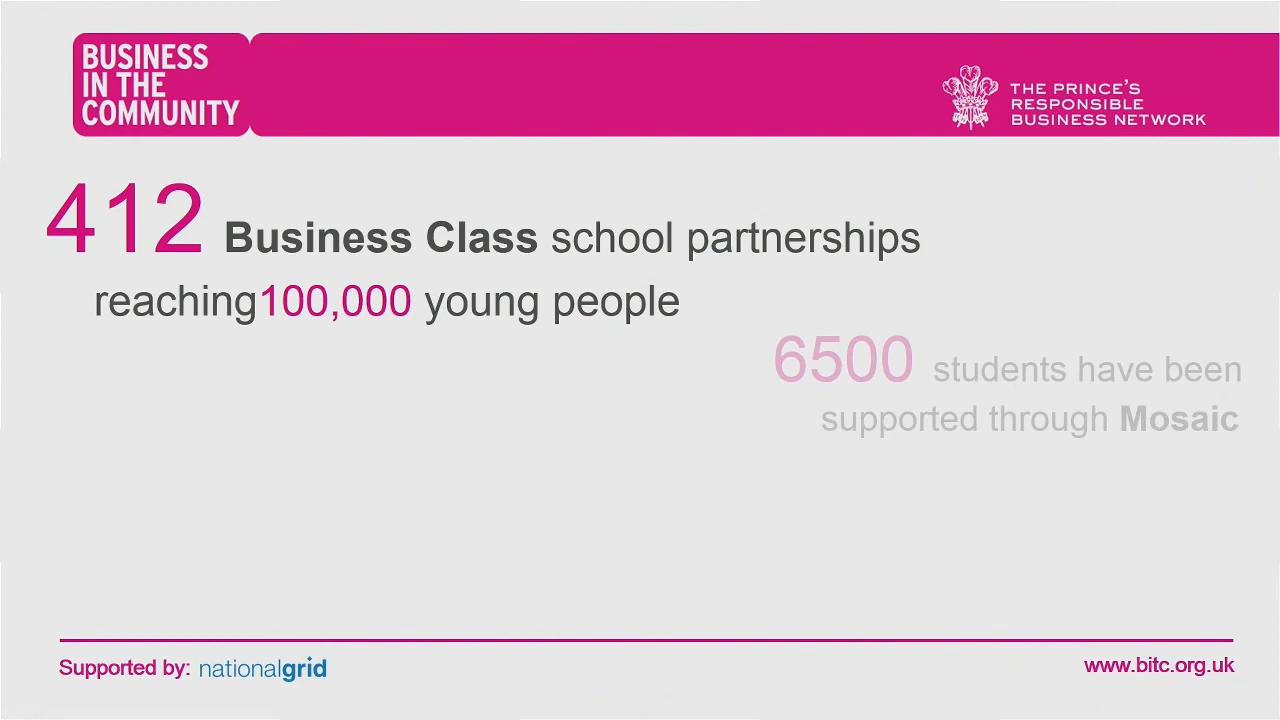 BUSINESS
IN THE
COMMUNITY
THE PRINCE'S
RESPONSIBLE
BUSINESS NETWORK
412 Business Class school partnerships
reaching100,000 young people
6500 students have been
supported through Mosaic
Supported by: nationalgrid
www.bitc.org.uk